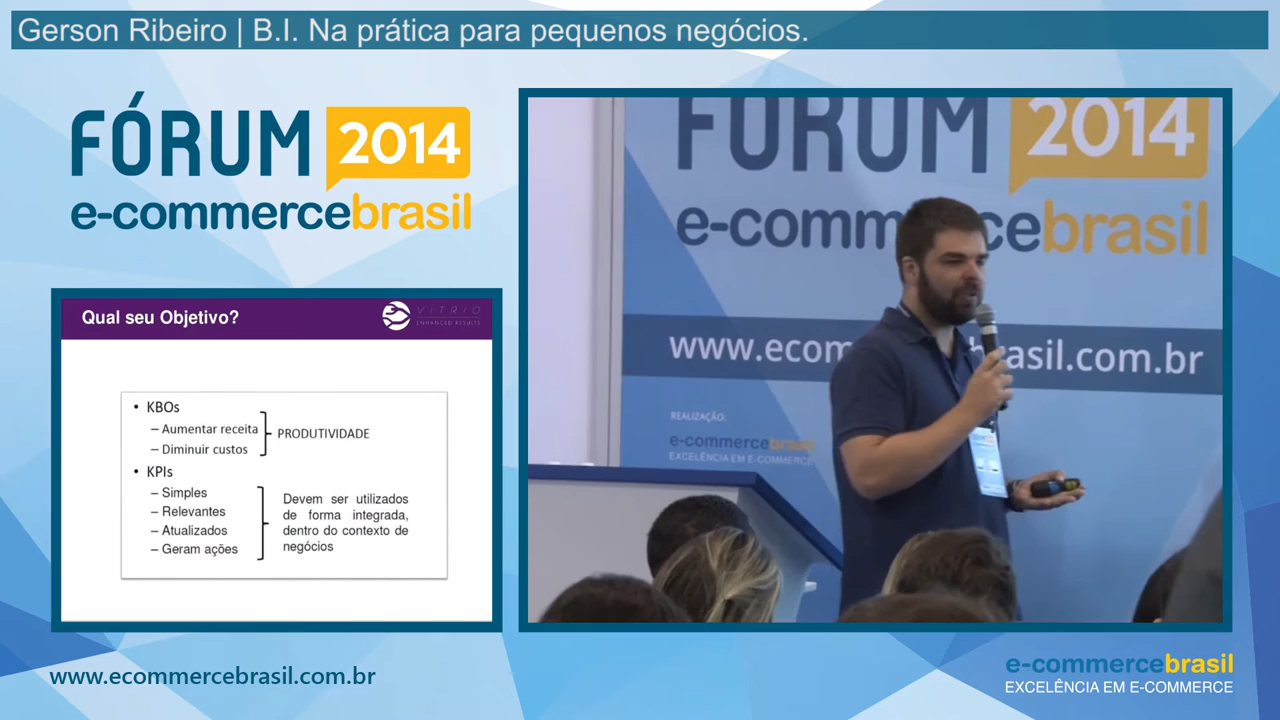 Gerson Ribeiro | B.I. Na prática para pequenos negócios.
FÓRUM 2014
e-commercebrasil
Qual seu Objetivo?
VITRIO
ENHANCED RESULTS
• KBOs
– Aumentar receita
– Diminuir custos
PRODUTIVIDADE
• KPIs
– Simples
– Relevantes
– Atualizados
– Geram ações
Devem ser utilizados
de forma integrada,
dentro do contexto de
negócios
FÓRUM 2014
e-comm cebrasil
www.ecom brasil.com.br
REALIZAÇÃO:
e-commercebrasil
EXCELÊNCIA EM E-COMMERCE
FÓRUM
www.ecommercebrasil.com.br
e-commercebrasil
EXCELÊNCIA EM E-COMMERCE